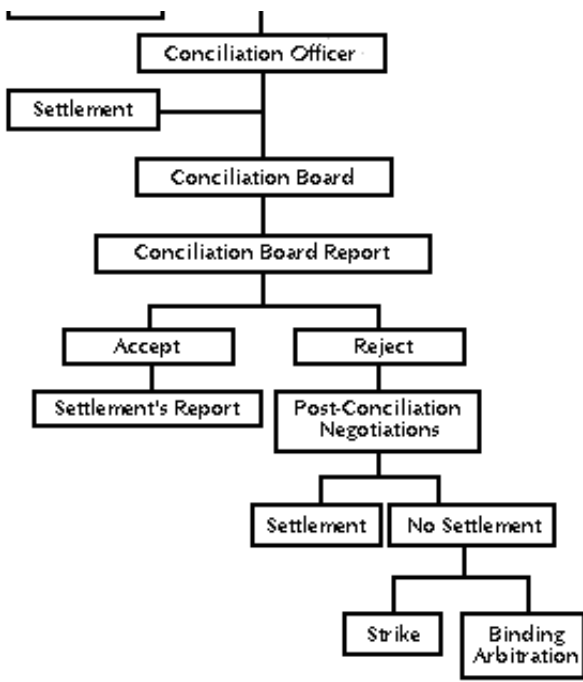 Conciliation Officer
Settlement
Conciliation Board
Conciliation Board Report
Accept
Reject
Settlement's Report
Post-Conciliation
Negotiations
Settlement
No Settlement
Strike
Binding
Arbitration